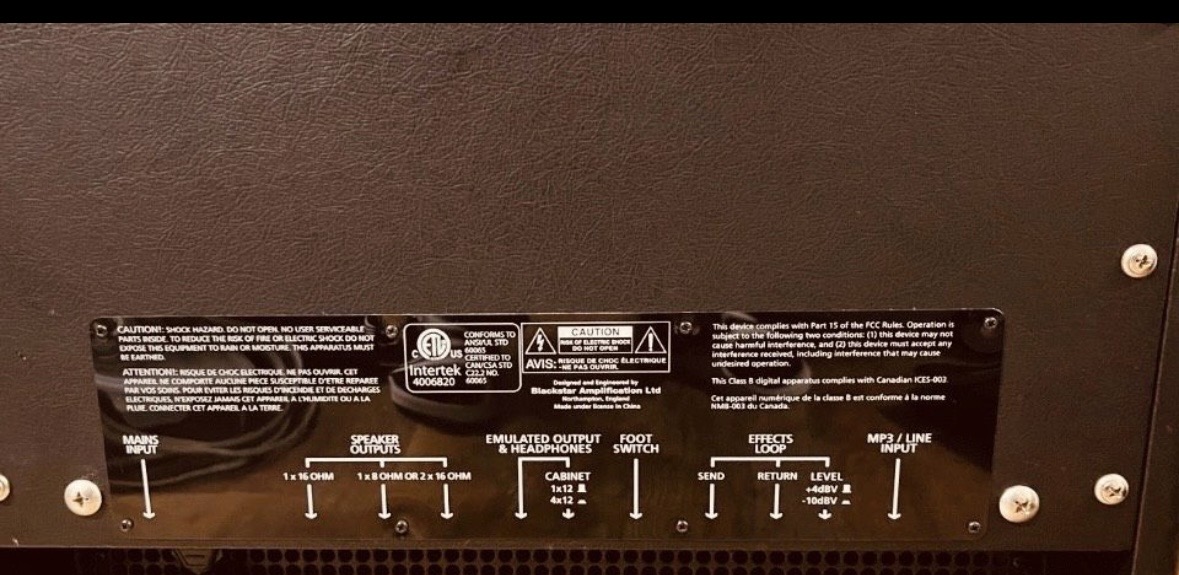 CAUTION!: SHOCK HAZARD. DO NOT OPEN. NO USER SERVICEABLE
PARTS INSIDE. TO REDUCE THE RISK OF FIRE OR ELECTRIC SHOCK DO NOT
EXPOSE THIS EQUIPMENT TO RAIN OR MOISTURE. THIS APPARATUS MUST
BE EARTHED.
ATTENTION!: RISQUE DE CHOC ELECTRIQUE. NE PAS OUVRIR. CET
APPAREIL NE COMPORTE AUCUNE PIECE SUSCEPTIBLE D'ETRE REPAREE
PAR VOS SOINS. POUR EVITER LES RISQUES D'INCENDIE ET DE DECHARGES
ELECTRIQUES, N'EXPOSEZ JAMAIS CET APPAREIL A L'HUMIDITE OU A LA
PLUIE. CONNECTER CET APPAREIL A LA TERRE.
C ETL US
Intertek
4006820
CONFORMS TO
ANSI/UL STD
60065
CERTIFIED TO
CAN/CSA STD
C22.2 NO.
60065
CAUTION
RISK OF ELECTRIC SHOCK
DO NOT OPEN
AVIS: RISQUE DE CHOC ÉLECTRIQUE
-NE PAS OUVRIR.
Designed and Engineered by
Blackstar Amplification Ltd
Northampton, England
Made under license in China
This device complies with Part 15 of the FCC Rules. Operation is
subject to the following two conditions: (1) this device may not
cause harmful interference, and (2) this device must accept any
interference received, including interference that may cause
undesired operation.
This Class B digital apparatus complies with Canadian ICES-003.
Cet appareil numérique de la classe B est conforme à la norme
NMB-003 du Canada.
MAINS
INPUT
SPEAKER
OUTPUTS
1 x 16 OHM
1 x 8 OHM OR 2 x 16 OHM
EMULATED OUTPUT
& HEADPHONES
CABINET
1x12
4x12
FOOT
SWITCH
EFFECTS
LOOP
SEND
RETURN
LEVEL
+4dBV
-10dBV
MP3 / LINE
INPUT